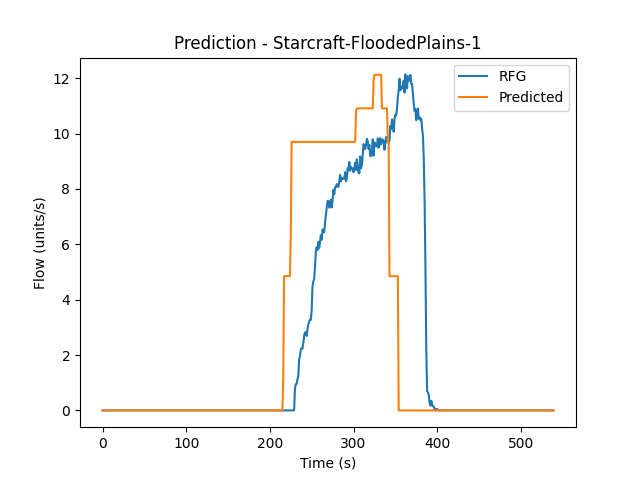 Prediction - Starcraft-FloodedPlains-1
RFG
Predicted
Flow (units/s)
12
10
8
6
4
2
0
0 100 200 300 400 500
Time (s)